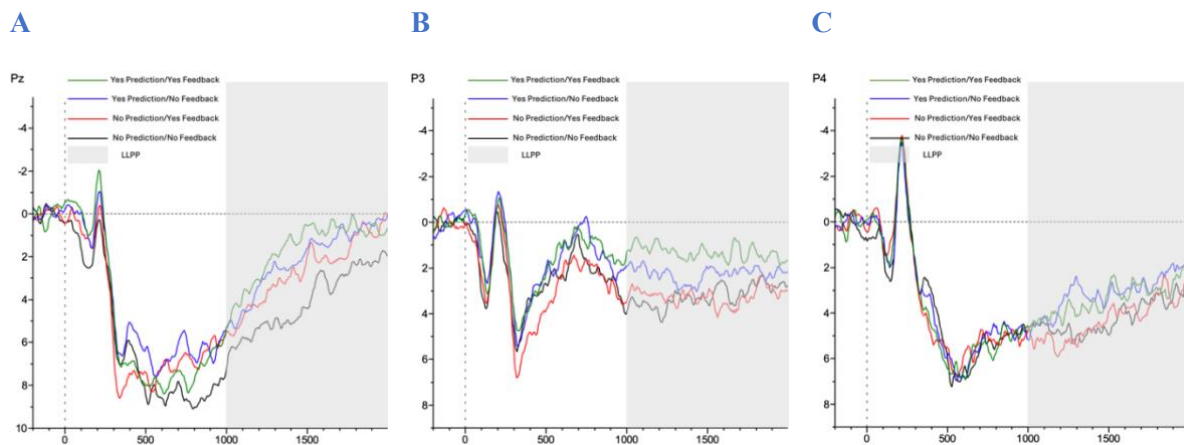 A
Pz
Yes Prediction/Yes Feedback
Yes Prediction/No Feedback
No Prediction/Yes Feedback
No Prediction/No Feedback
LLPP
-4
-2
0
2
4
6
8
10
0
500
1000
1500
B
P3
Yes Prediction/Yes Feedback
Yes Prediction/No Feedback
No Prediction/Yes Feedback
No Prediction/No Feedback
LLPP
-4
-2
0
2
4
6
8
0
500
1000
1500
C
P4
Yes Prediction/Yes Feedback
Yes Prediction/No Feedback
No Prediction/Yes Feedback
No Prediction/No Feedback
LLPP
-4
-2
0
2
4
6
8
0
500
1000
1500